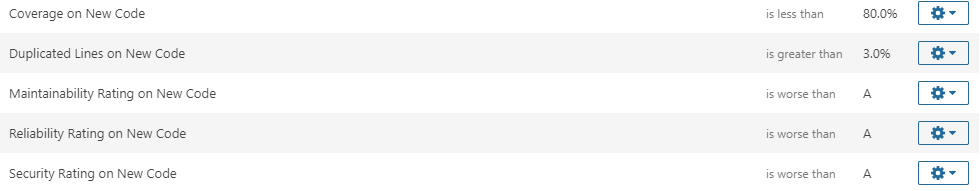 Coverage on New Code is less than 80.0%
Duplicated Lines on New Code is greater than 3.0%
Maintainability Rating on New Code is worse than A
Reliability Rating on New Code is worse than A
Security Rating on New Code is worse than A